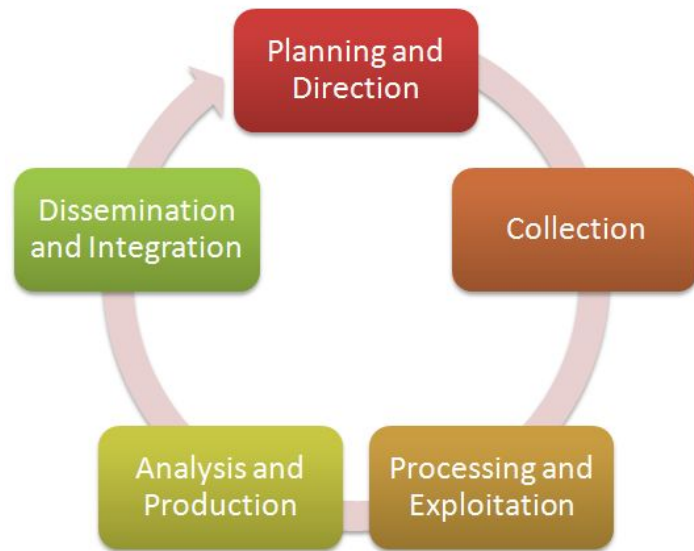 Planning and
Direction
Collection
Processing and
Exploitation
Analysis and
Production
Dissemination
and Integration